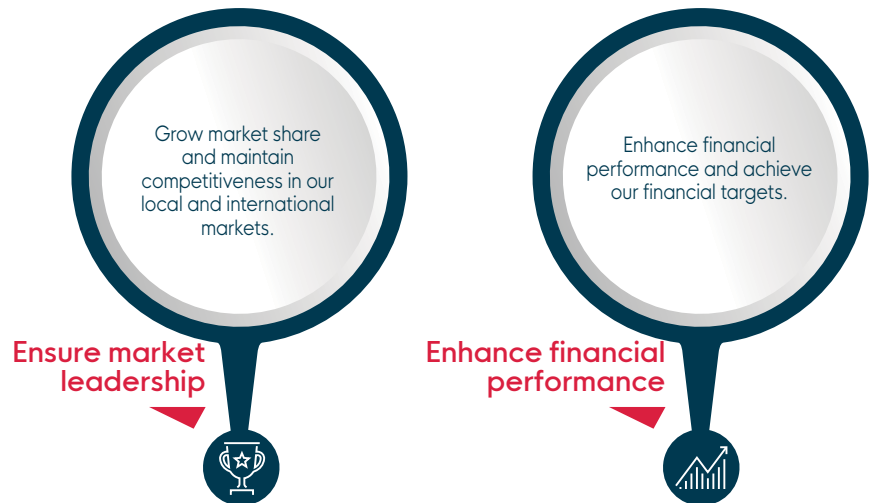 Grow market share
and maintain
competitiveness in our
local and international
markets.
Ensure market
leadership
Enhance financial
performance and achieve
our financial targets.
Enhance financial
performance